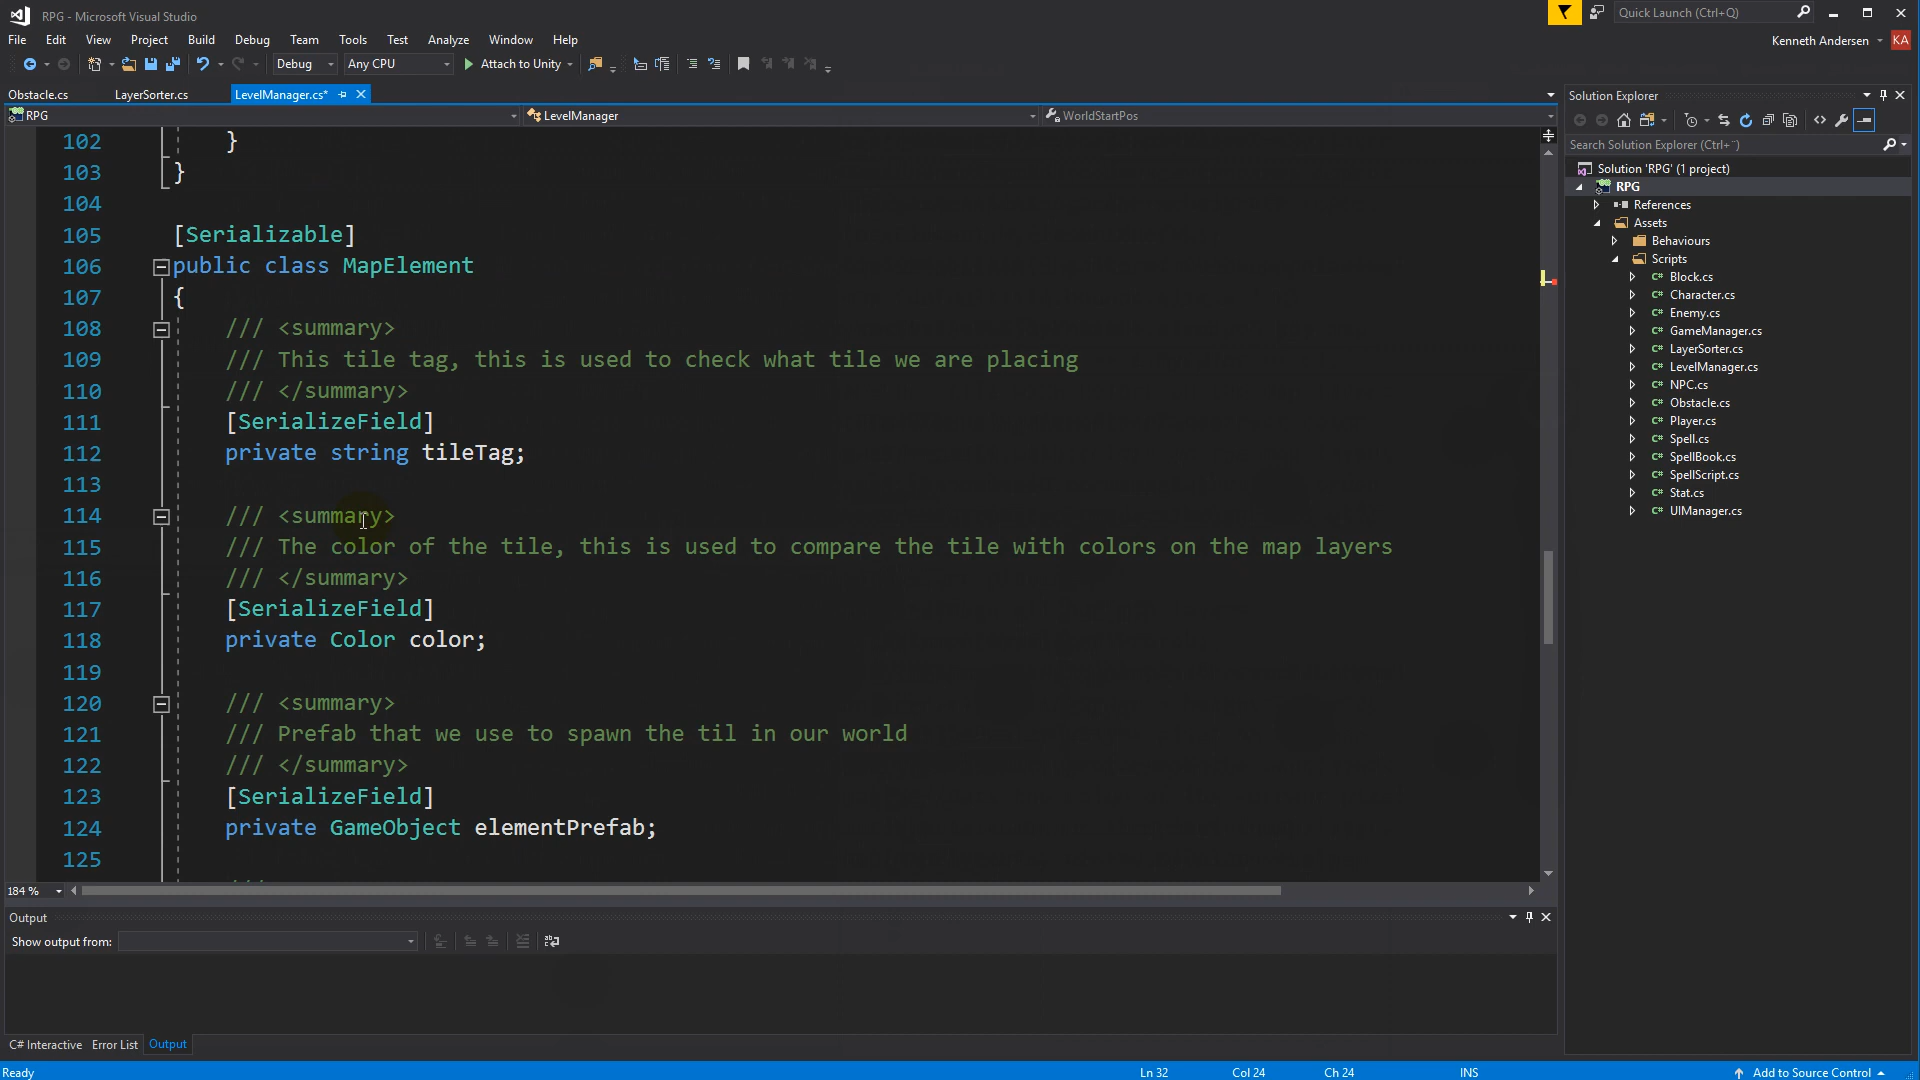 RPG - Microsoft Visual Studio
Quick Launch (Ctrl+Q)
File Edit View Project Build Debug Team Tools Test Analyze Window Help
Kenneth Andersen KA
Debug Any CPU Attach to Unity
Obstacle.cs LayerSorter.cs LevelManager.cs*
RPG LevelManager WorldStartPos
102 }
103 }
104
105 [Serializable]
106 public class MapElement
107 {
108 /// <summary>
109 /// This tile tag, this is used to check what tile we are placing
110 /// </summary>
111 [SerializeField]
112 private string tileTag;
113
114 /// <summary>
115 /// The color of the tile, this is used to compare the tile with colors on the map layers
116 /// </summary>
117 [SerializeField]
118 private Color color;
119
120 /// <summary>
121 /// Prefab that we use to spawn the til in our world
122 /// </summary>
123 [SerializeField]
124 private GameObject elementPrefab;
125
184 %
Output
Show output from:
C# Interactive Error List Output
Solution Explorer
Search Solution Explorer (Ctrl+¨)
Solution 'RPG' (1 project)
RPG
References
Assets
Behaviours
Scripts
C# Block.cs
C# Character.cs
C# Enemy.cs
C# GameManager.cs
C# LayerSorter.cs
C# LevelManager.cs
C# NPC.cs
C# Obstacle.cs
C# Player.cs
C# Spell.cs
C# SpellBook.cs
C# SpellScript.cs
C# Stat.cs
C# UIManager.cs
Ready Ln 32 Col 24 Ch 24 INS Add to Source Control